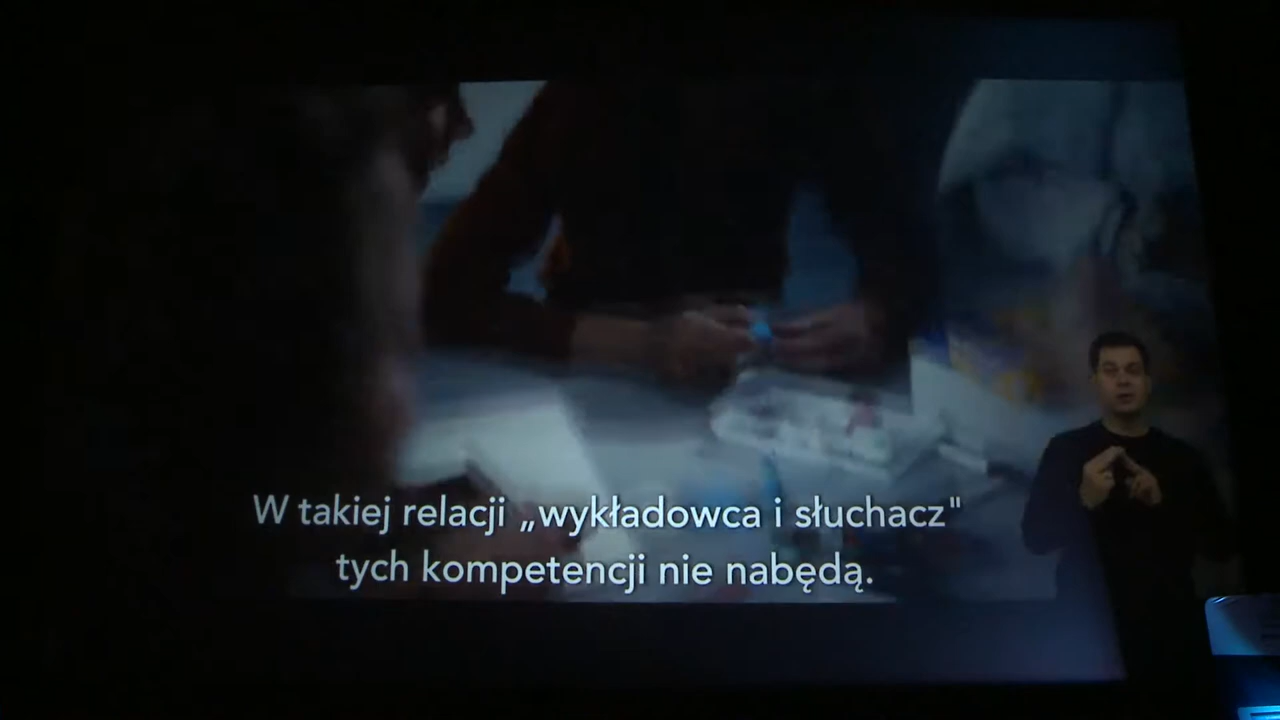 W takiej relacji „wykładowca i słuchacz"
tych kompetencji nie nabędą.